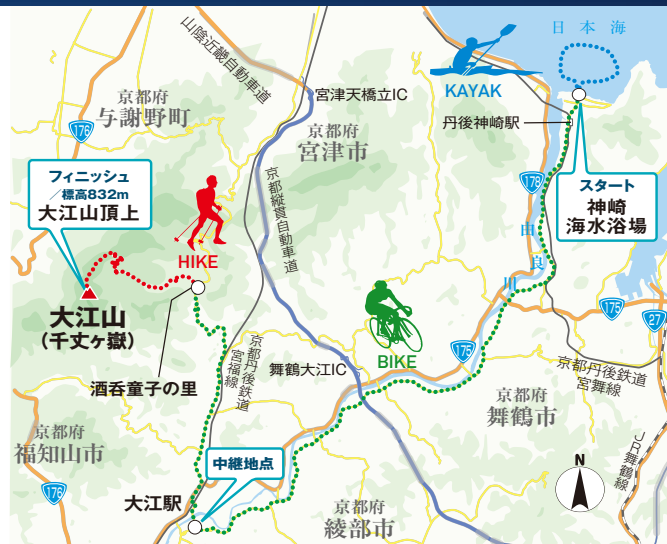 日本海
山陰近畿自動車道
KAYAK
宮津天橋立IC
京都府
与謝野町
176
京都府
宮津市
丹後神崎駅
フィニッシュ
/標高832m
大江山頂上
京都縦貫自動車道
178
スタート
神崎
海水浴場
HIKE
由良川
大江山
(千丈ヶ嶽)
BIKE
175
27
175
酒呑童子の里
京都丹後鉄道
宮福線
舞鶴大江IC
京都丹後鉄道
宮舞線
京都府
舞鶴市
京都府
福知山市
中継地点
JR舞鶴線
N
176
大江駅
京都府
綾部市